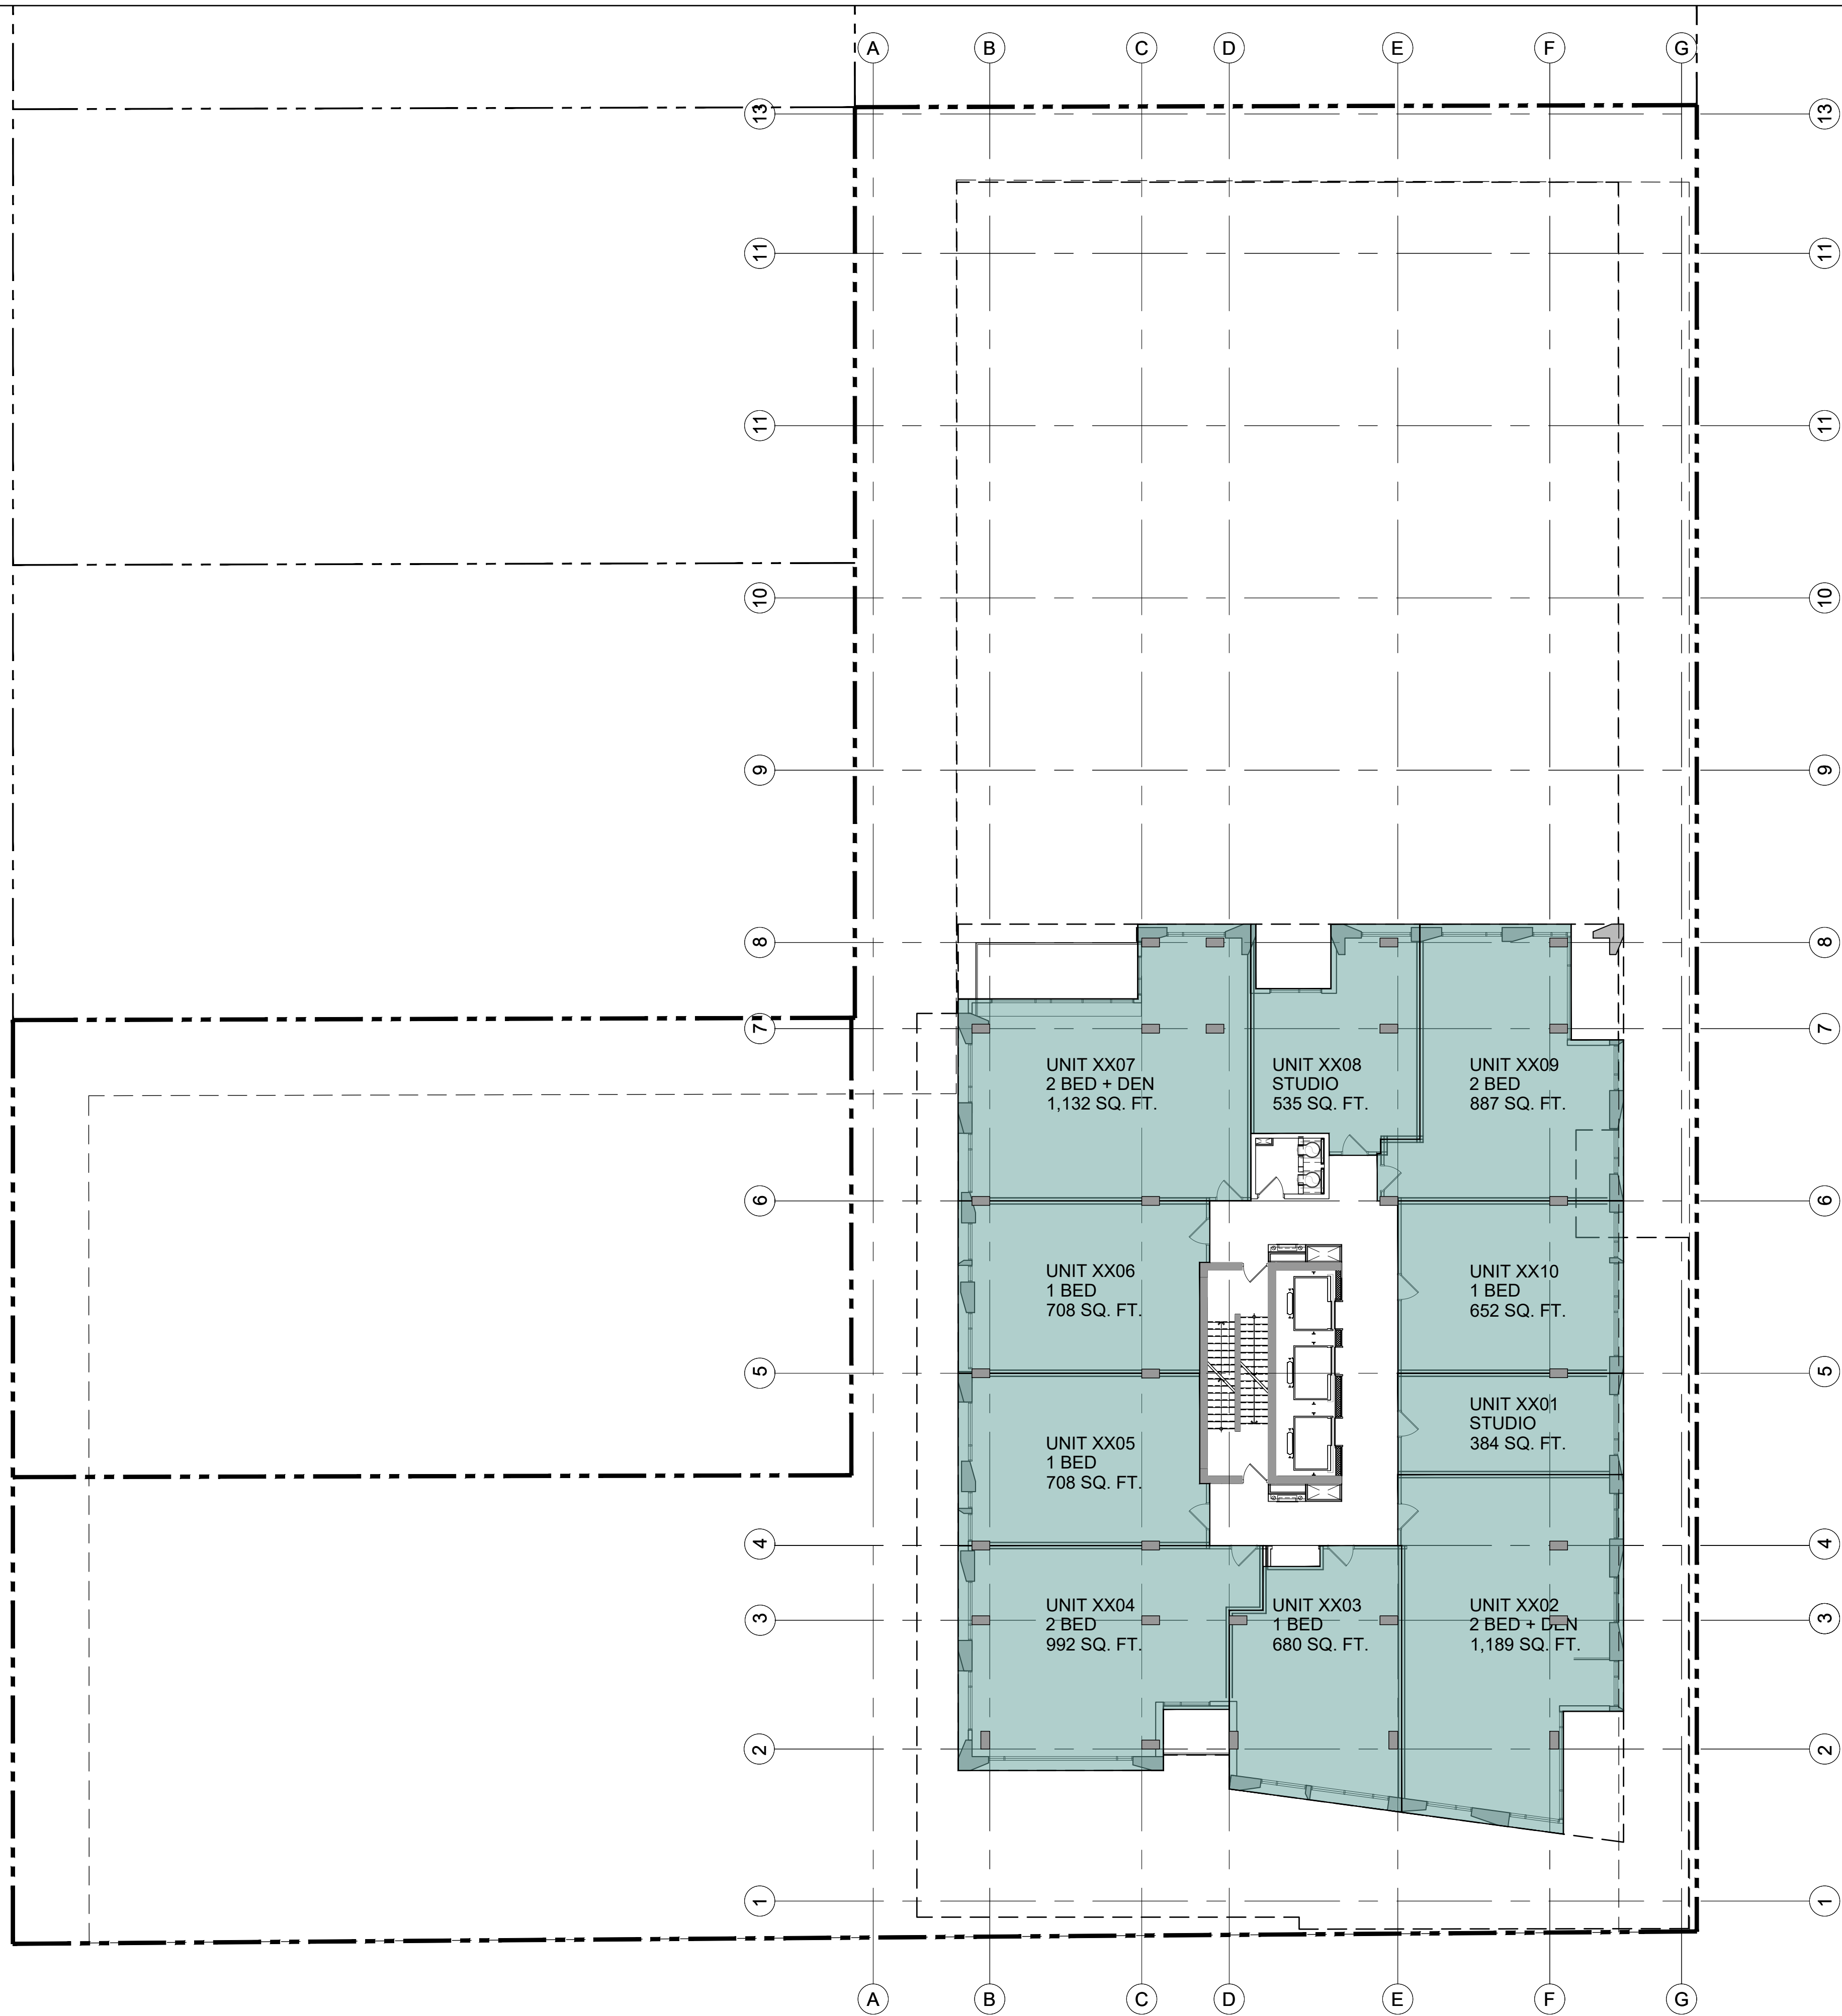 A
B
C
D
E
F
G
13
13
11
11
11
11
10
10
9
9
8
8
7
7
UNIT XX07
2 BED + DEN
1,132 SQ. FT.
UNIT XX08
STUDIO
535 SQ. FT.
UNIT XX09
2 BED
887 SQ. FT.
6
6
UNIT XX06
1 BED
708 SQ. FT.
UNIT XX10
1 BED
652 SQ. FT.
5
5
UNIT XX05
1 BED
708 SQ. FT.
UNIT XX01
STUDIO
384 SQ. FT.
4
4
UNIT XX04
2 BED
992 SQ. FT.
UNIT XX03
1 BED
680 SQ. FT.
UNIT XX02
2 BED + DEN
1,189 SQ. FT.
3
3
2
2
1
1
A
B
C
D
E
F
G